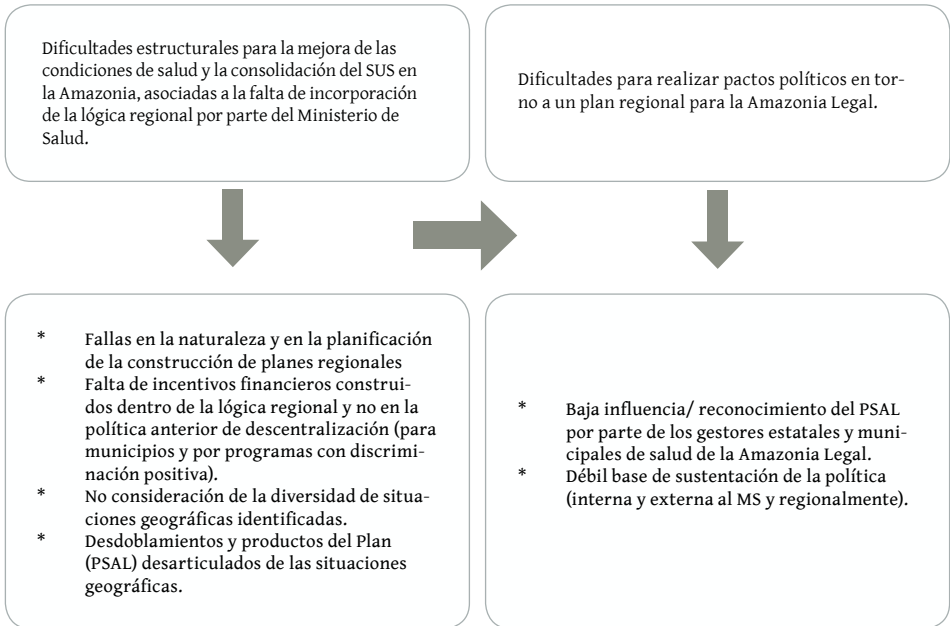 Dificultades estructurales para la mejora de las
condiciones de salud y la consolidación del SUS en
la Amazonia, asociadas a la falta de incorporación
de la lógica regional por parte del Ministerio de
Salud.
Dificultades para realizar pactos políticos en tor-
no a un plan regional para la Amazonia Legal.
* Fallas en la naturaleza y en la planificación
de la construcción de planes regionales
* Falta de incentivos financieros construi-
dos dentro de la lógica regional y no en la
política anterior de descentralización (para
municipios y por programas con discrimi-
nación positiva).
* No consideración de la diversidad de situa-
ciones geográficas identificadas.
* Desdoblamientos y productos del Plan
(PSAL) desarticulados de las situaciones
geográficas.
* Baja influencia/ reconocimiento del PSAL
por parte de los gestores estatales y muni-
cipales de salud de la Amazonia Legal.
* Débil base de sustentación de la política
(interna y externa al MS y regionalmente).